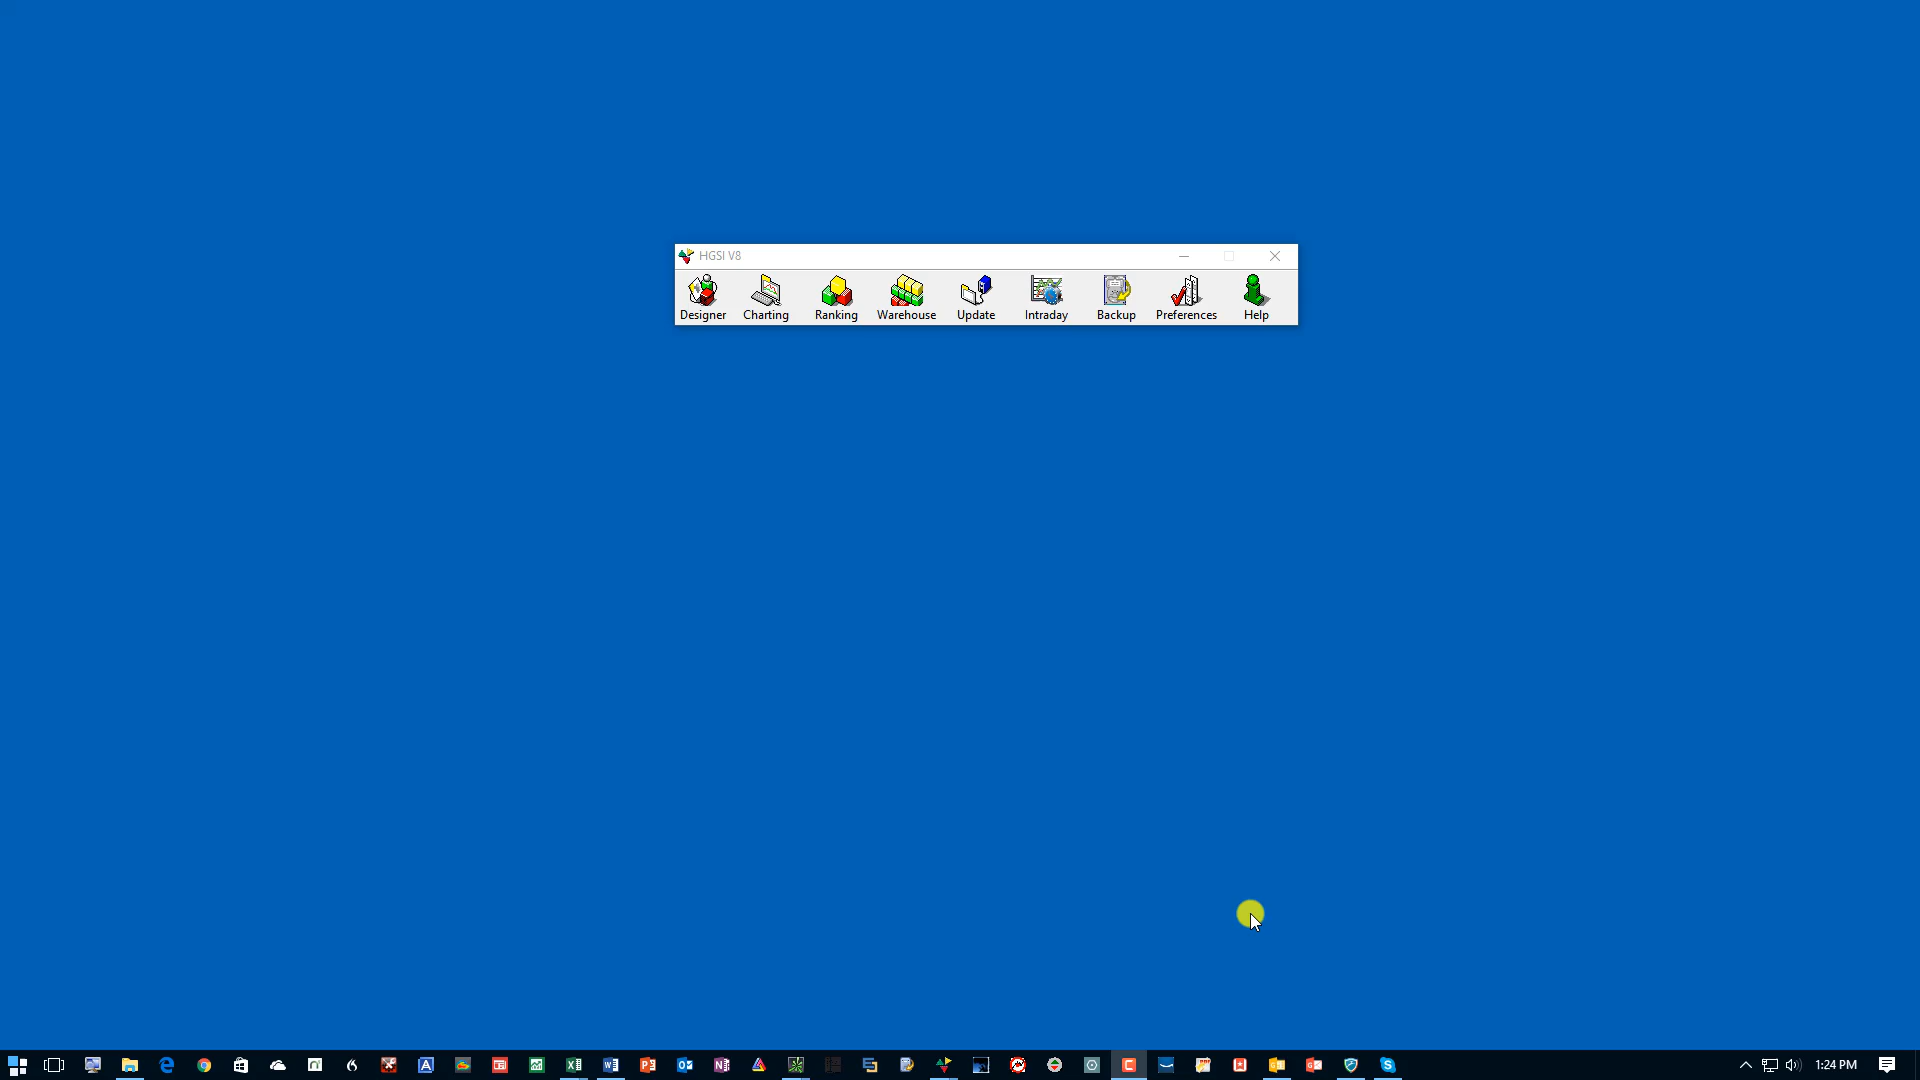 HGSI V8
Designer Charting Ranking Warehouse Update Intraday Backup Preferences Help
1:24 PM